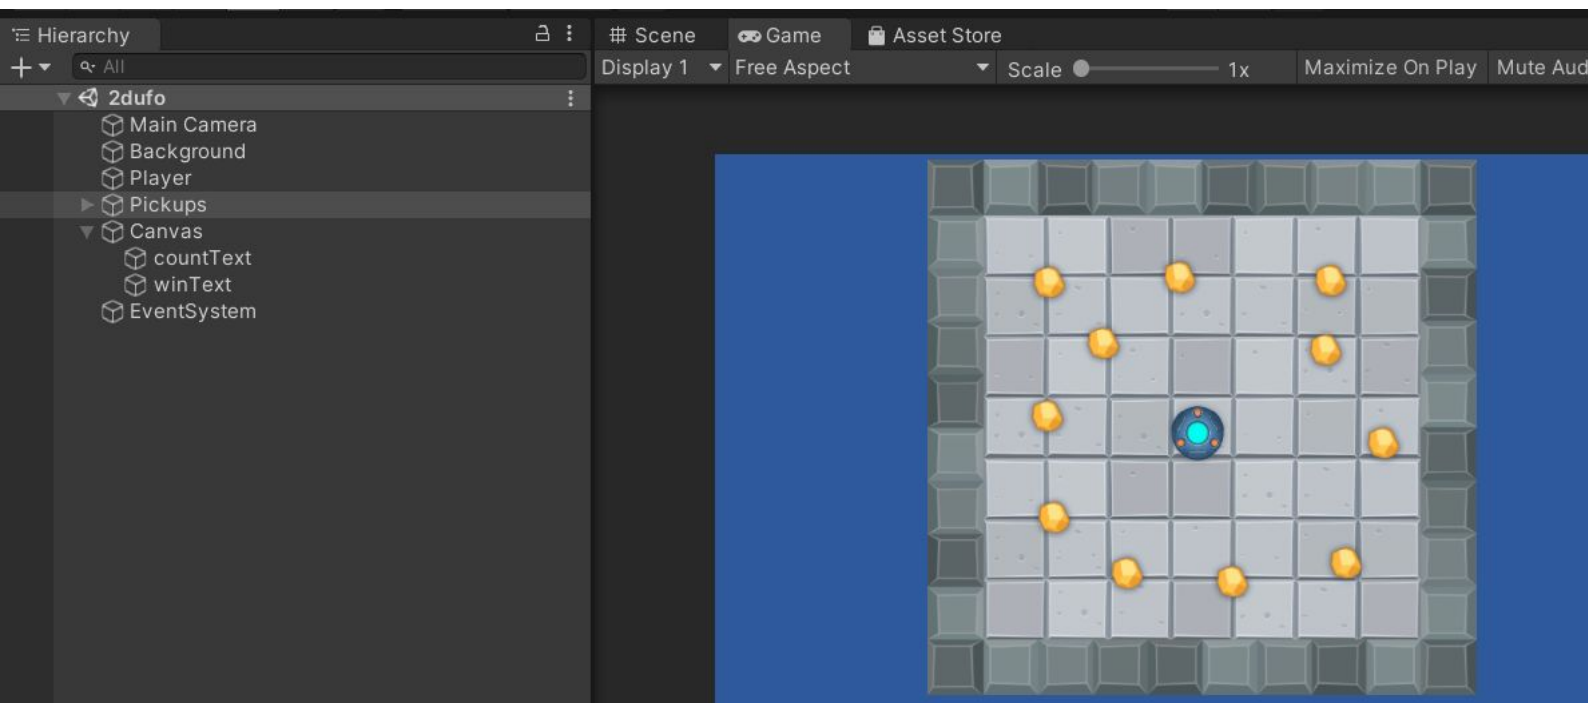 Hierarchy
All
2dufo
Main Camera
Background
Player
Pickups
Canvas
countText
winText
EventSystem
Scene Game Asset Store
Display 1 Free Aspect Scale 1x Maximize On Play Mute Aud